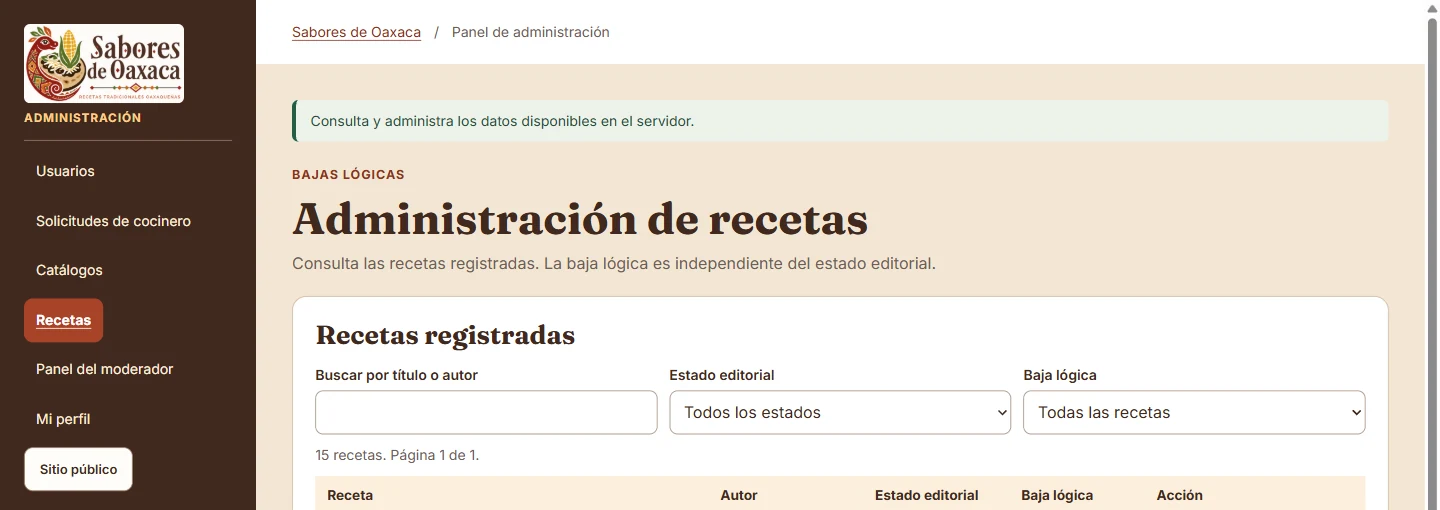 Sabores
de Oaxaca
RECETAS TRADICIONALES OAXAQUEÑAS
ADMINISTRACIÓN
Usuarios
Solicitudes de cocinero
Catálogos
Recetas
Panel del moderador
Mi perfil
Sitio público
Sabores de Oaxaca / Panel de administración
Consulta y administra los datos disponibles en el servidor.
BAJAS LÓGICAS
Administración de recetas
Consulta las recetas registradas. La baja lógica es independiente del estado editorial.
Recetas registradas
Buscar por título o autor
Estado editorial
Baja lógica
Todos los estados
Todas las recetas
15 recetas. Página 1 de 1.
Receta Autor Estado editorial Baja lógica Acción